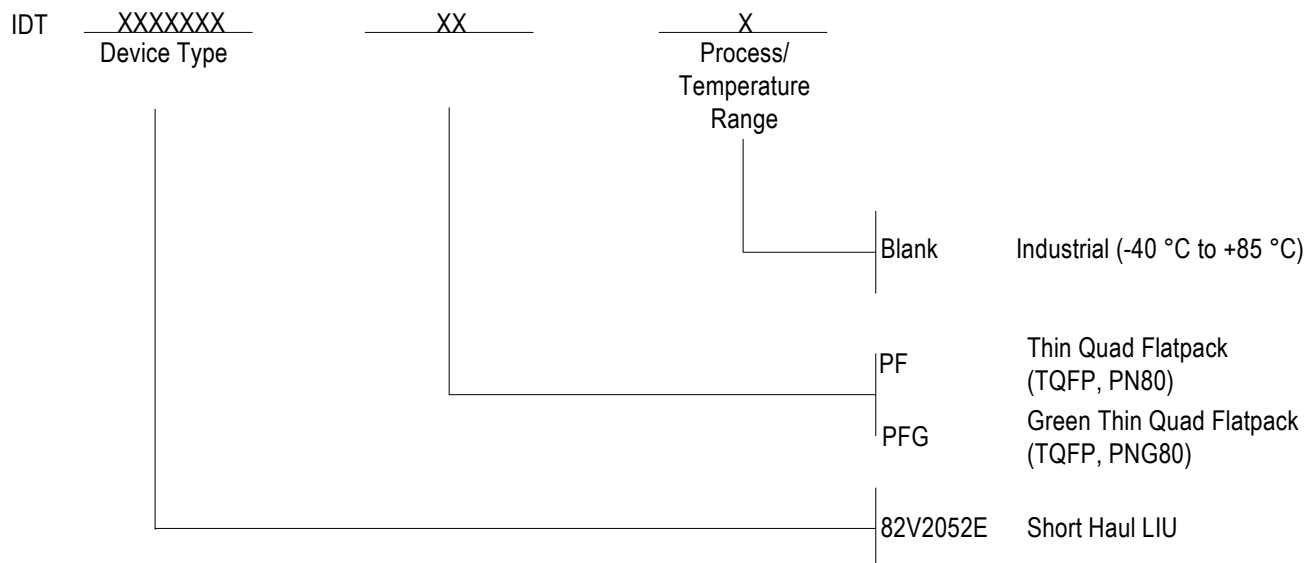 IDT XXXXXXX XX X
Device Type
Process/
Temperature
Range
Blank Industrial (-40 °C to +85 °C)
PF Thin Quad Flatpack
(TQFP, PN80)
PFG Green Thin Quad Flatpack
(TQFP, PNG80)
82V2052E Short Haul LIU